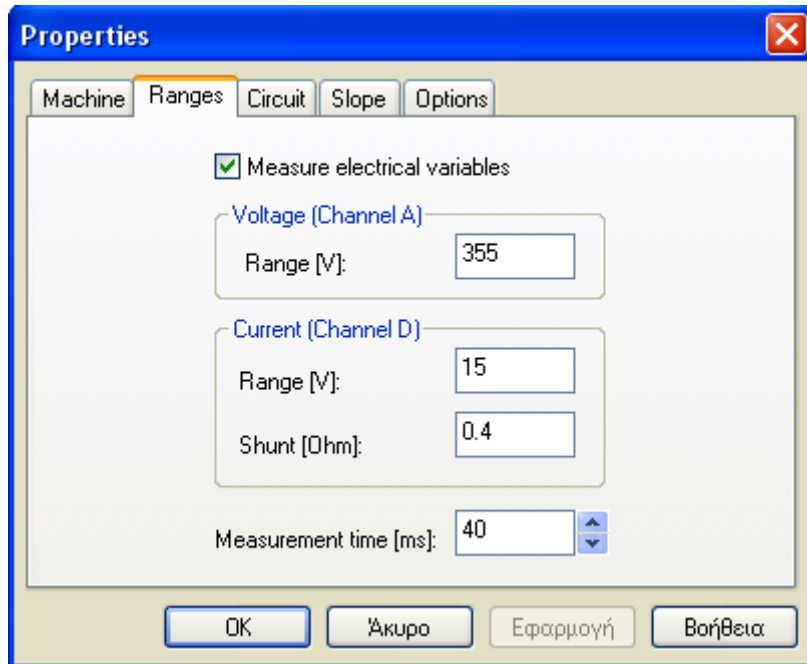 Properties
Machine Ranges Circuit Slope Options
Measure electrical variables
Voltage (Channel A)
Range [V]: 355
Current (Channel D)
Range [V]: 15
Shunt [Ohm]: 0.4
Measurement time [ms]: 40
OK Άκυρο Εφαρμογή Βοήθεια